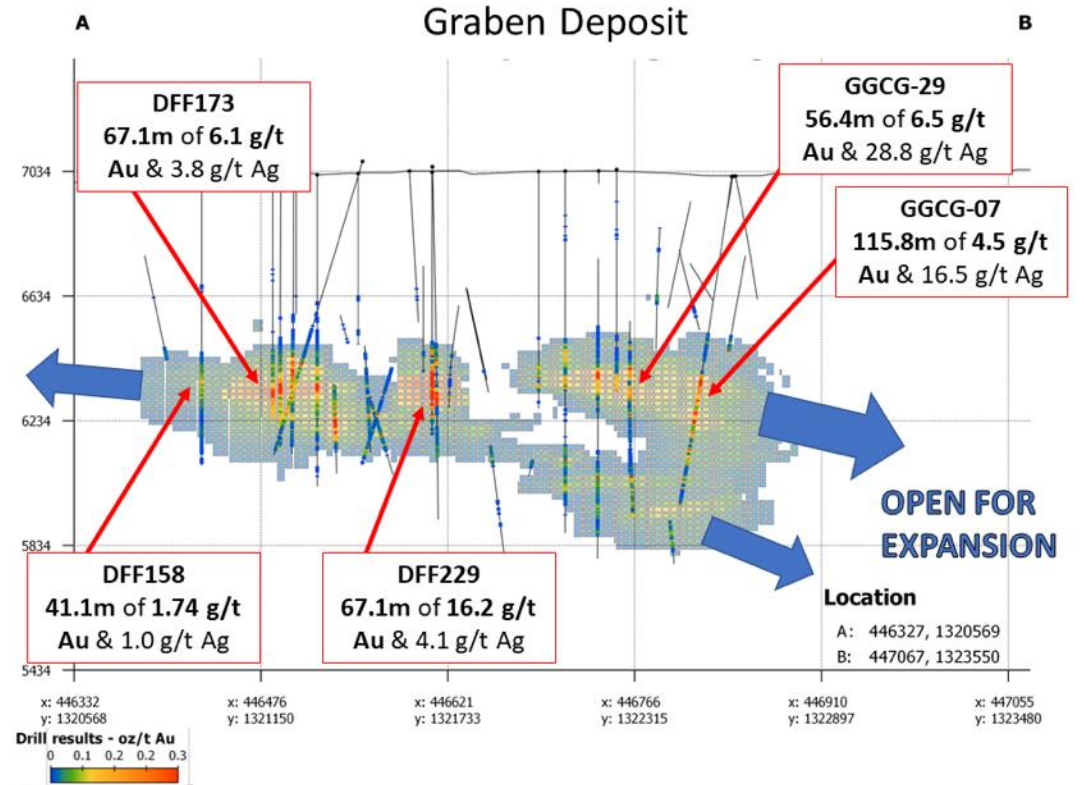 Graben Deposit
A
B
DFF173
67.1m of 6.1 g/t
Au & 3.8 g/t Ag
GGCG-29
56.4m of 6.5 g/t
Au & 28.8 g/t Ag
GGCG-07
115.8m of 4.5 g/t
Au & 16.5 g/t Ag
7034
6634
6234
5834
5434
OPEN FOR
EXPANSION
DFF158
41.1m of 1.74 g/t
Au & 1.0 g/t Ag
DFF229
67.1m of 16.2 g/t
Au & 4.1 g/t Ag
Location
A: 446327, 1320569
B: 447067, 1323550
x: 446332
y: 1320568
x: 446476
y: 1321150
x: 446621
y: 1321733
x: 446766
y: 1322315
x: 446910
y: 1322897
x: 447055
y: 1323480
Drill results - oz/t Au
0 0.1 0.2 0.2 0.3